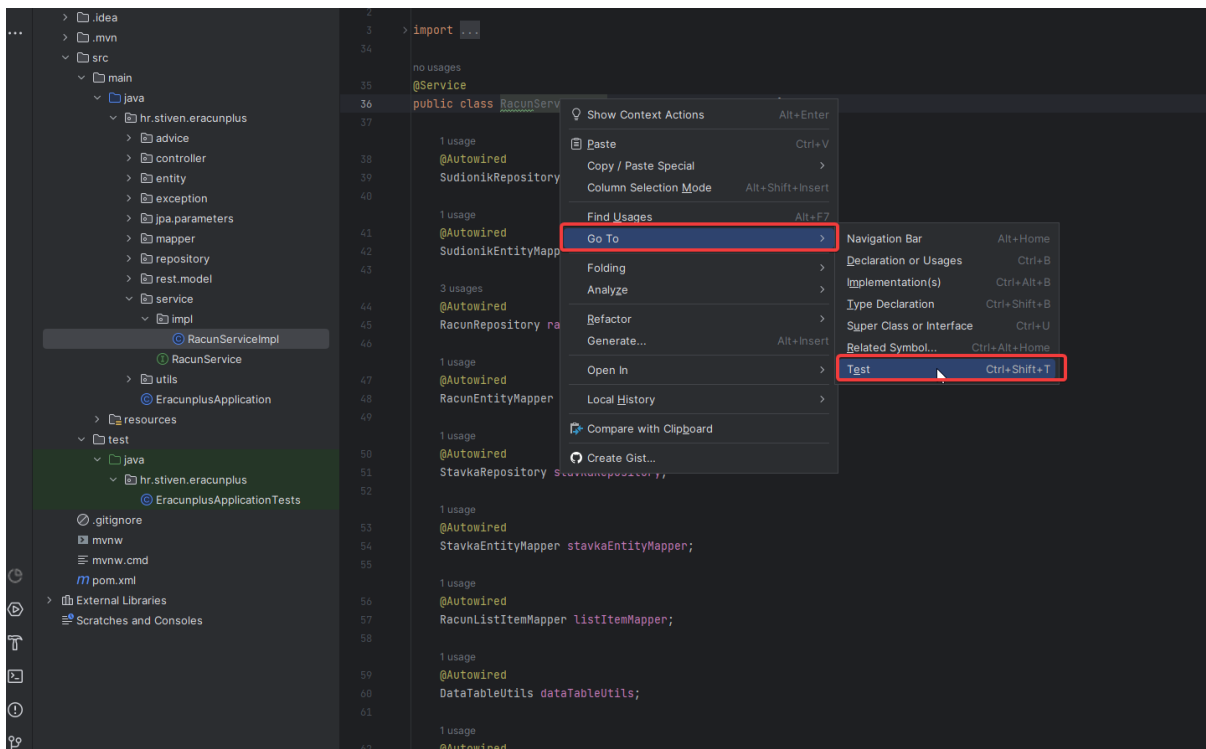 .idea
.mvn
src
main
java
hr.stiven.eracunplus
advice
controller
entity
exception
jpa.parameters
mapper
repository
rest.model
service
impl
RacunServiceImpl
RacunService
utils
EracunplusApplication
resources
test
java
hr.stiven.eracunplus
EracunplusApplicationTests
.gitignore
mvnw
mvnw.cmd
pom.xml
External Libraries
Scratches and Consoles
2
3 import ...
34
no usages
35 @Service
36 public class RacunServ
37
1 usage
38 @Autowired
39 SudionikRepository
40
1 usage
41 @Autowired
42 SudionikEntityMapp
43
3 usages
44 @Autowired
45 RacunRepository ra
46
1 usage
47 @Autowired
48 RacunEntityMapper
49
1 usage
50 @Autowired
51 StavkaRepository stavkaRepository;
52
1 usage
53 @Autowired
54 StavkaEntityMapper stavkaEntityMapper;
55
1 usage
56 @Autowired
57 RacunListItemMapper listItemMapper;
58
1 usage
59 @Autowired
60 DataTableUtils dataTableUtils;
61
1 usage
62 @Autowired
Show Context Actions Alt+Enter
Paste Ctrl+V
Copy / Paste Special
Column Selection Mode Alt+Shift+Insert
Find Usages Alt+F7
Go To
Folding
Analyze
Refactor
Generate... Alt+Insert
Open In
Local History
Compare with Clipboard
Create Gist...
Navigation Bar Alt+Home
Declaration or Usages Ctrl+B
Implementation(s) Ctrl+Alt+B
Type Declaration Ctrl+Shift+B
Super Class or Interface Ctrl+U
Related Symbol... Ctrl+Alt+Home
Test Ctrl+Shift+T